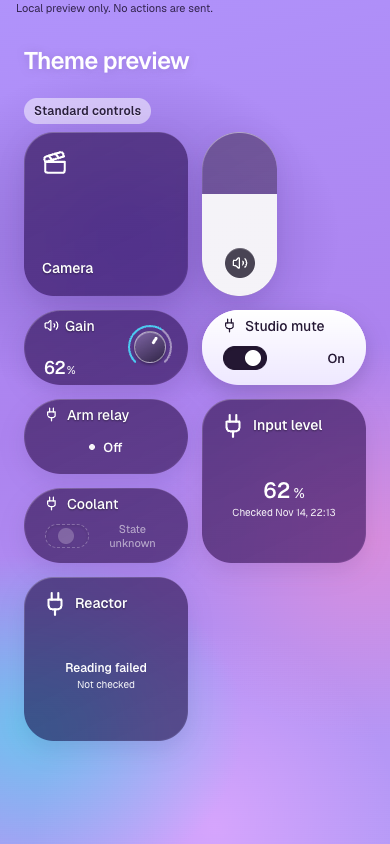 Local preview only. No actions are sent.
Theme preview
Standard controls
Camera
Gain
62%
Studio mute
On
Arm relay
Off
Input level
62 %
Checked Nov 14, 22:13
Coolant
State
unknown
Reactor
Reading failed
Not checked